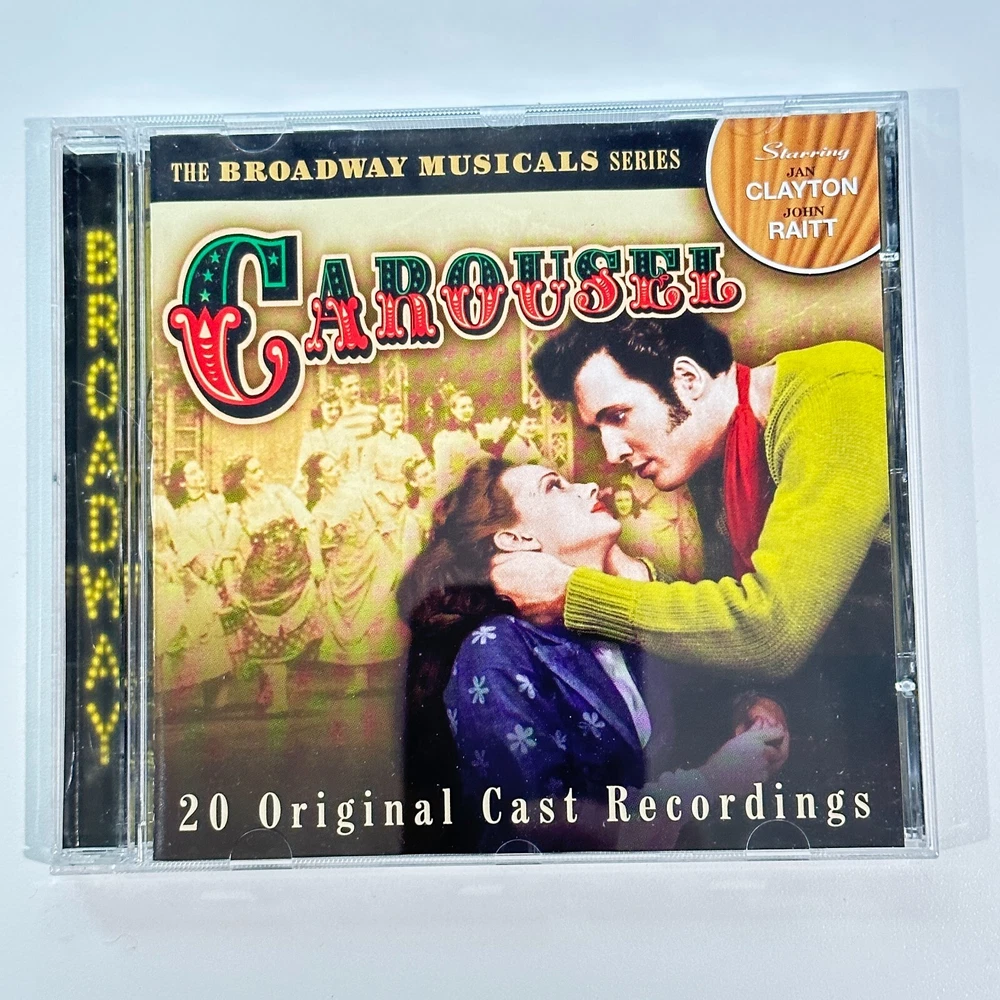 THE BROADWAY MUSICALS SERIES
Starring
JAN
CLAYTON
JOHN
RAITT
CAROUSEL
BROADWAY
20 Original Cast Recordings